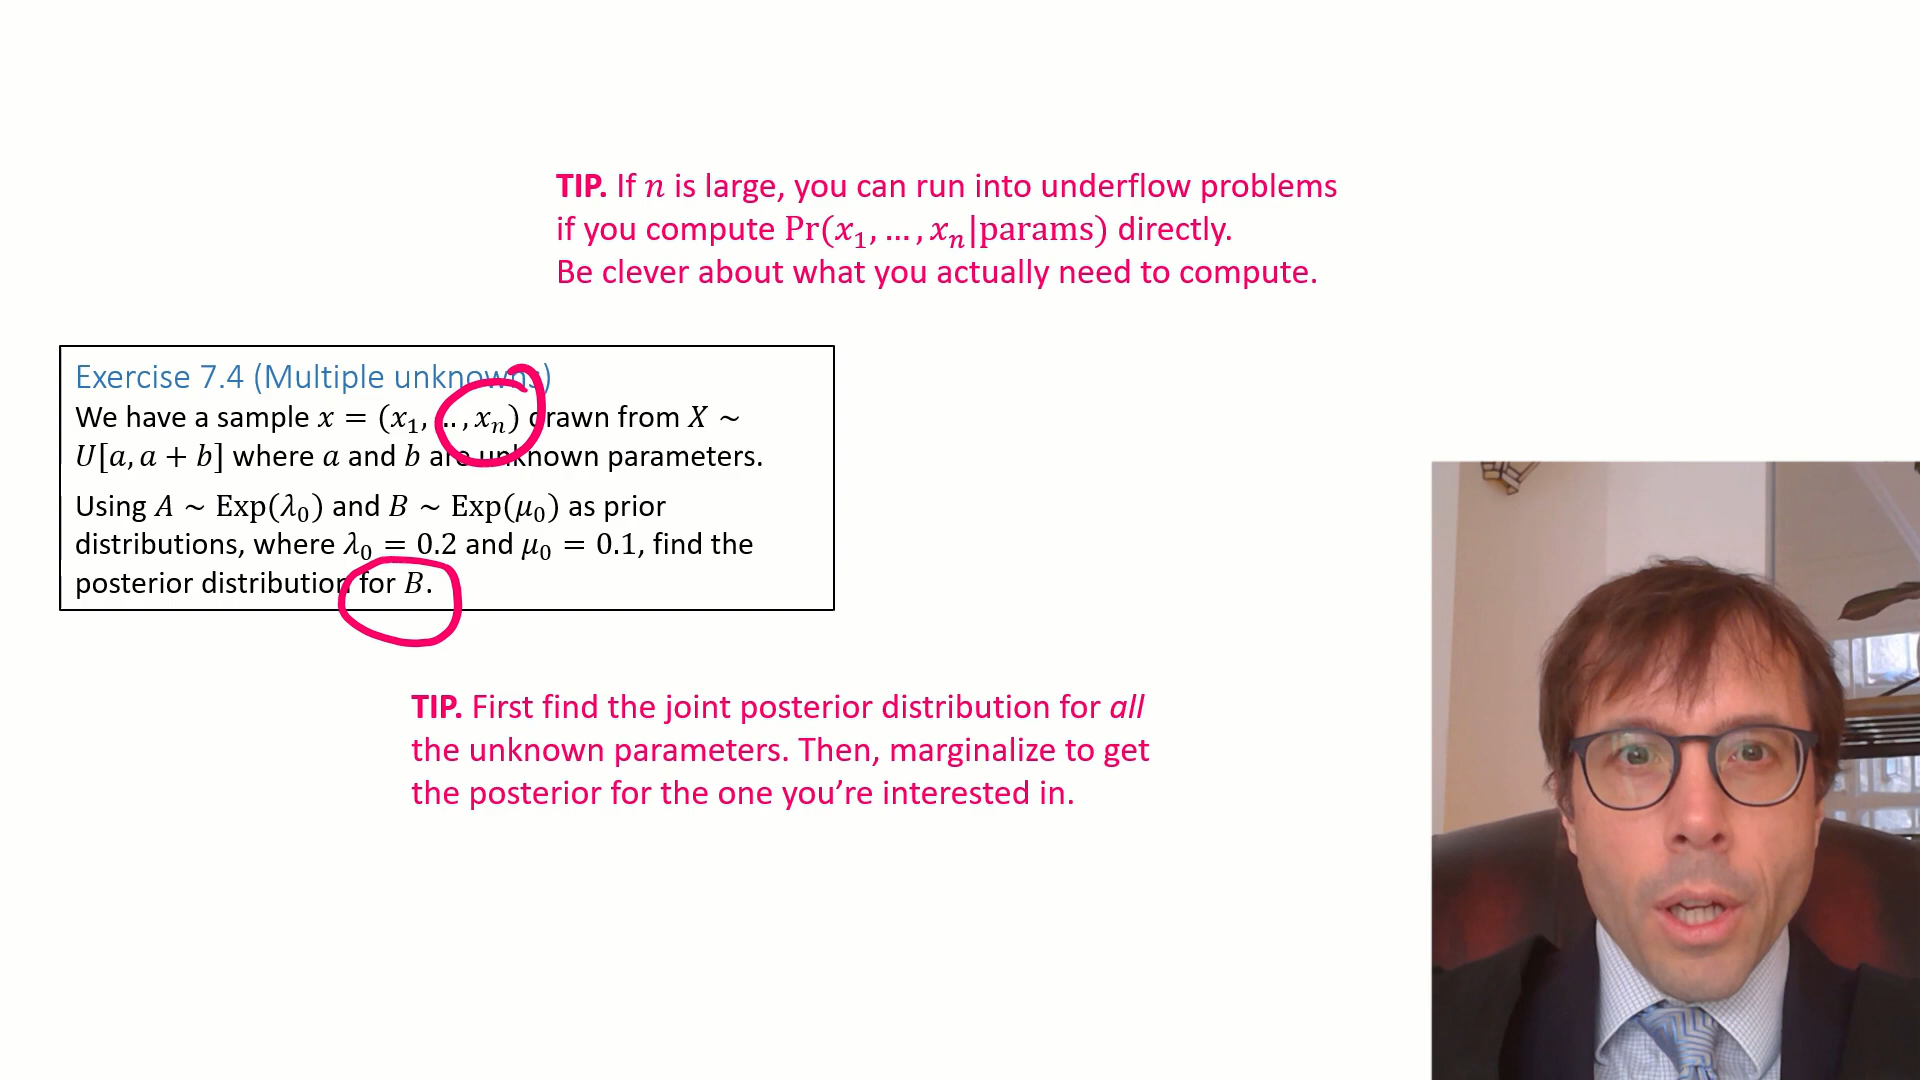 TIP. If n is large, you can run into underflow problems
if you compute Pr(x₁, … , xₙ|params) directly.
Be clever about what you actually need to compute.
Exercise 7.4 (Multiple unknowns)
We have a sample x = (x₁, … , xₙ) drawn from X ~
U[a, a + b] where a and b are unknown parameters.
Using A ~ Exp(λ₀) and B ~ Exp(μ₀) as prior
distributions, where λ₀ = 0.2 and μ₀ = 0.1, find the
posterior distribution for B.
TIP. First find the joint posterior distribution for all
the unknown parameters. Then, marginalize to get
the posterior for the one you’re interested in.